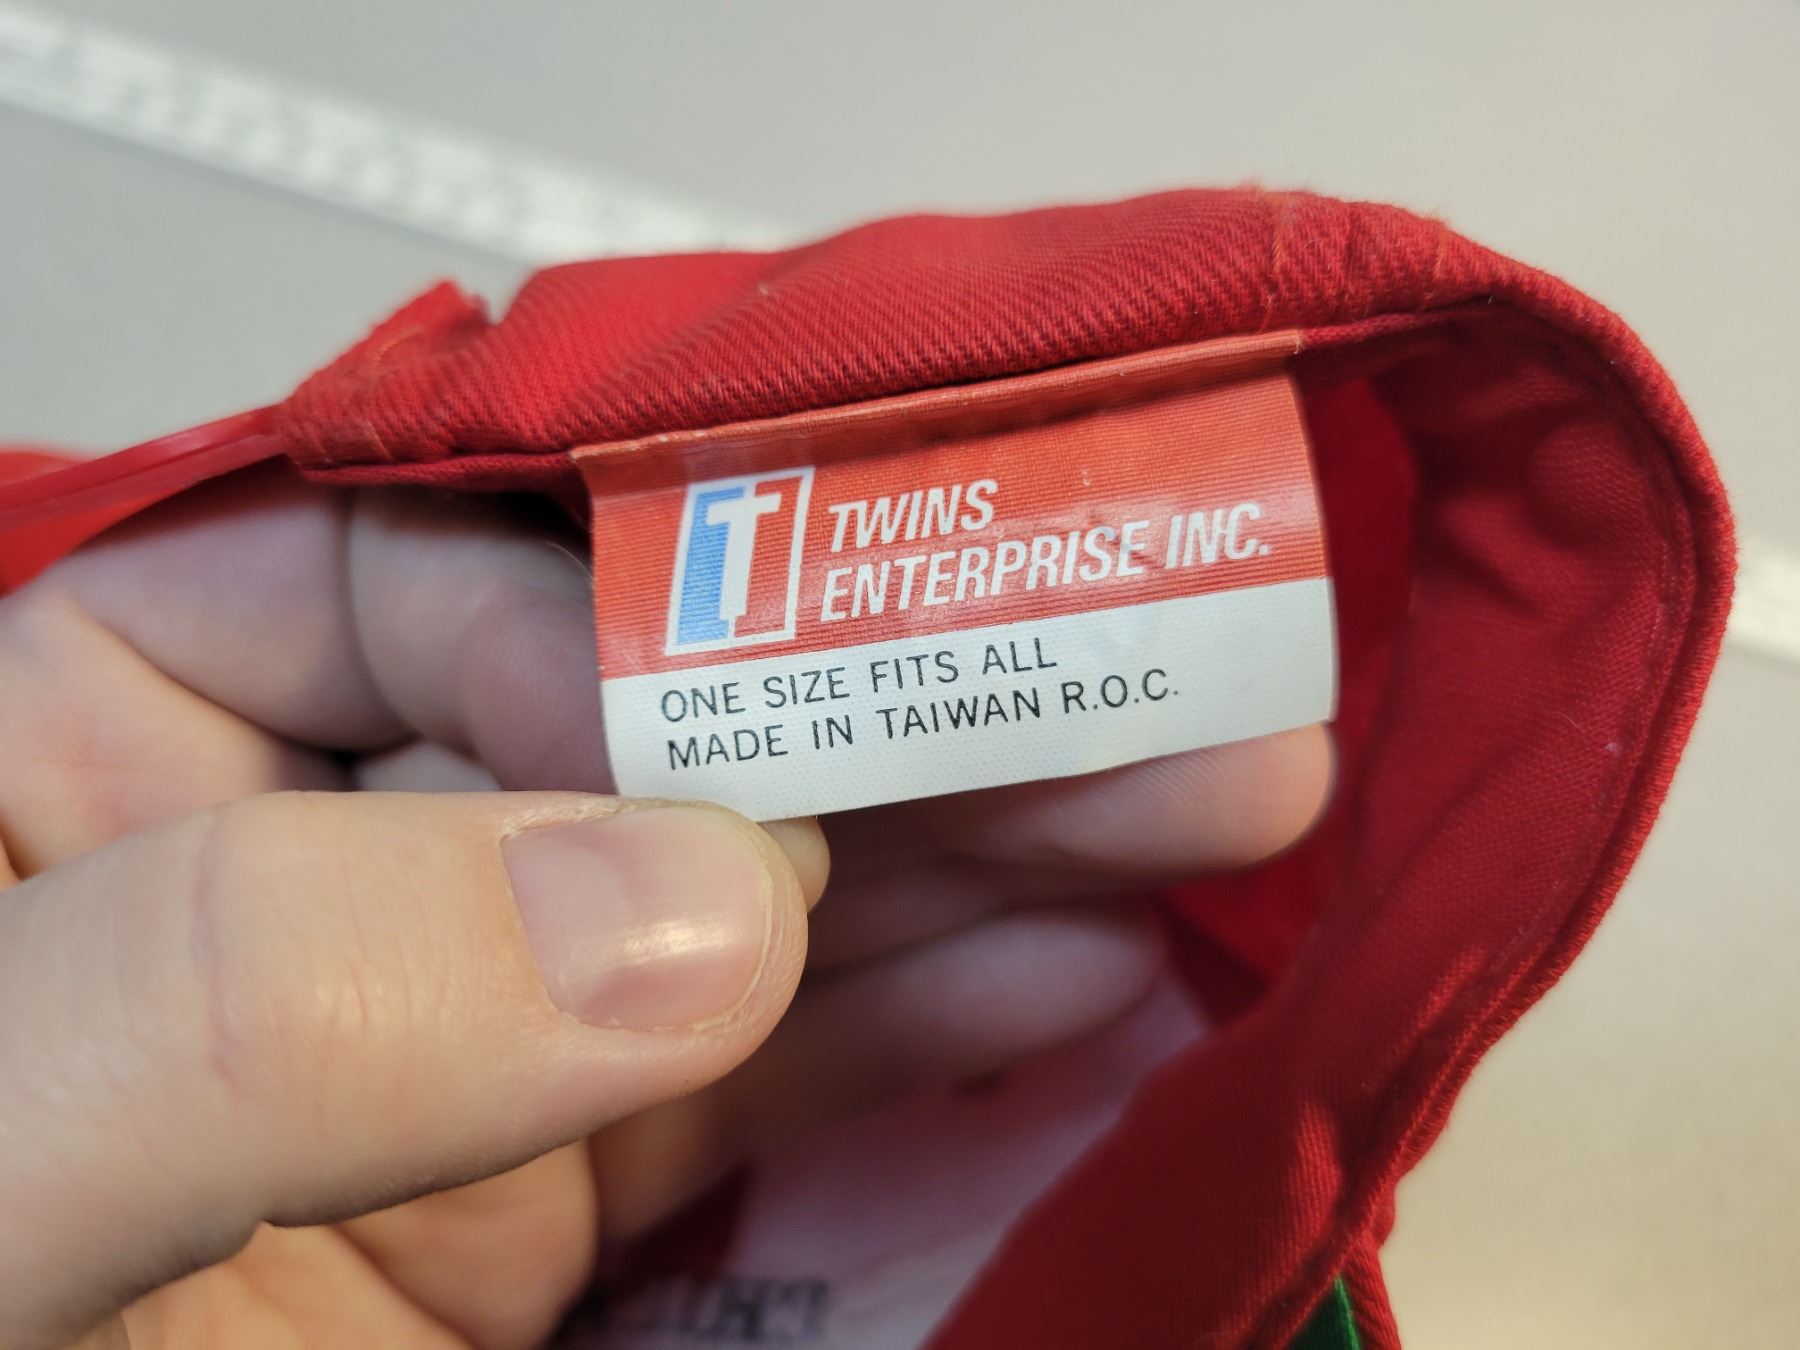 TWINS
ENTERPRISE INC.
ONE SIZE FITS ALL
MADE IN TAIWAN R.O.C.